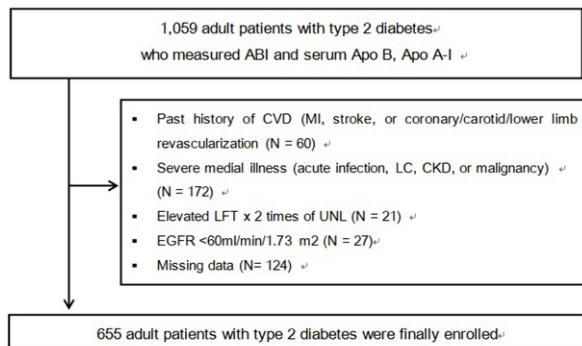 1,059 adult patients with type 2 diabetes↵
who measured ABI and serum Apo B, Apo A-I ↵
▪ Past history of CVD (MI, stroke, or coronary/carotid/lower limb
revascularization (N = 60) ↵
▪ Severe medial illness (acute infection, LC, CKD, or malignancy) ↵
(N = 172) ↵
▪ Elevated LFT x 2 times of UNL (N = 21) ↵
▪ EGFR <60ml/min/1.73 m2 (N = 27)↵
▪ Missing data (N= 124) ↵
655 adult patients with type 2 diabetes were finally enrolled↵